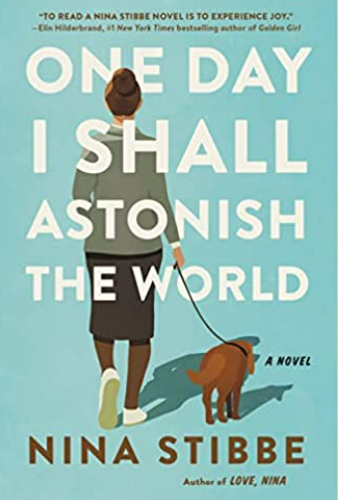 "TO READ A NINA STIBBE NOVEL IS TO EXPERIENCE JOY."
—Elin Hilderbrand, #1 New York Times bestselling author of Golden Girl
ONE DAY
I SHALL
ASTONISH
THE WORLD
A NOVEL
NINA STIBBE
Author of LOVE, NINA